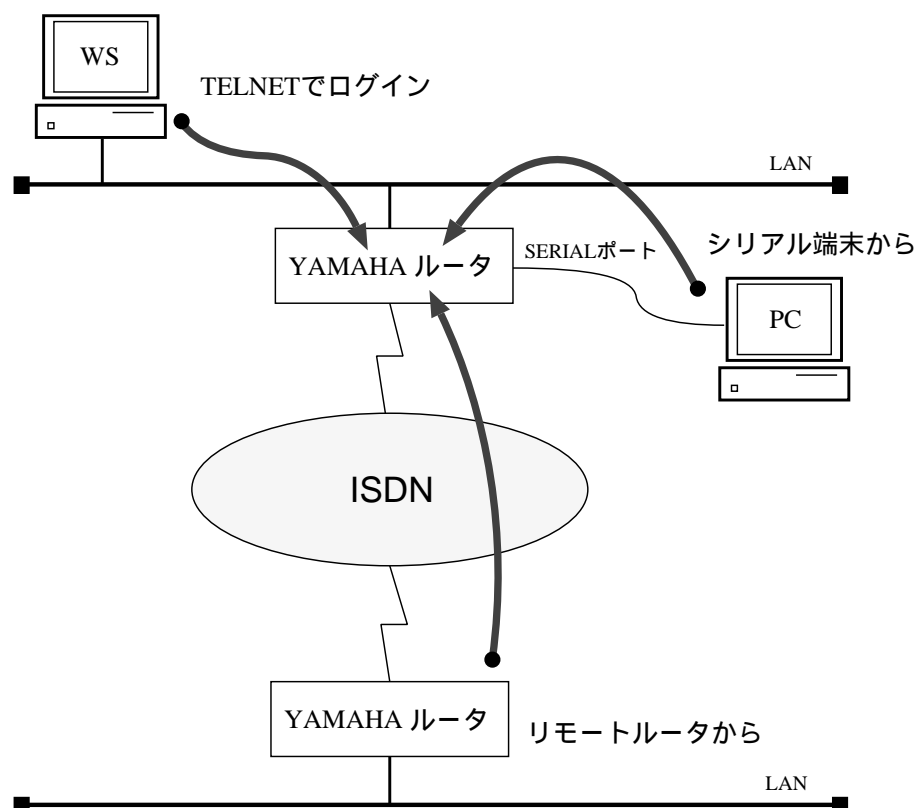 WS
TELNETでログイン
LAN
YAMAHA ルータ
SERIALポート
シリアル端末から
PC
ISDN
YAMAHA ルータ
リモートルータから
LAN